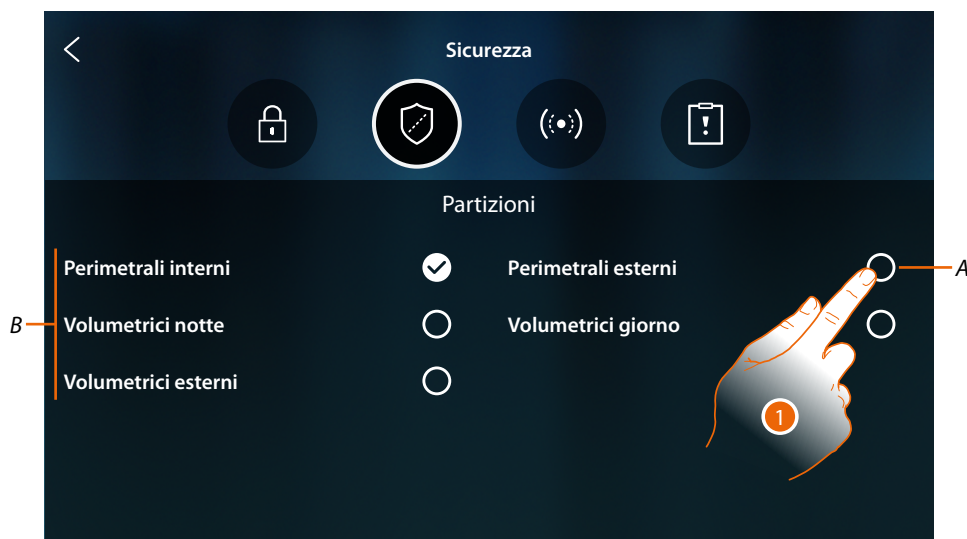 Sicurezza
Partizioni
Perimetrali interni
Perimetrali esterni
A
B
Volumetrici notte
Volumetrici giorno
Volumetrici esterni
1